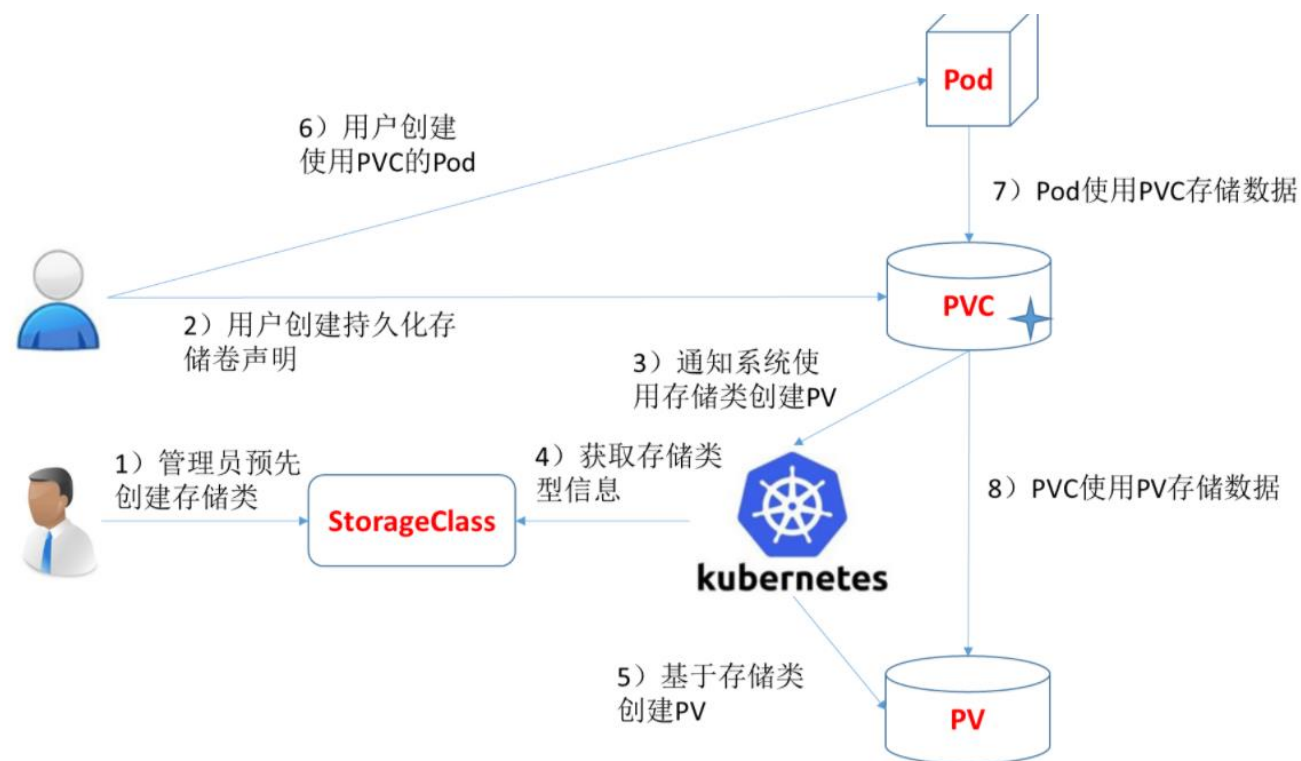 Pod
6）用户创建
使用PVC的Pod
7）Pod使用PVC存储数据
PVC
2）用户创建持久化存
储卷声明
3）通知系统使
用存储类创建PV
1）管理员预先
创建存储类
StorageClass
4）获取存储类
型信息
kubernetes
8）PVC使用PV存储数据
5）基于存储类
创建PV
PV